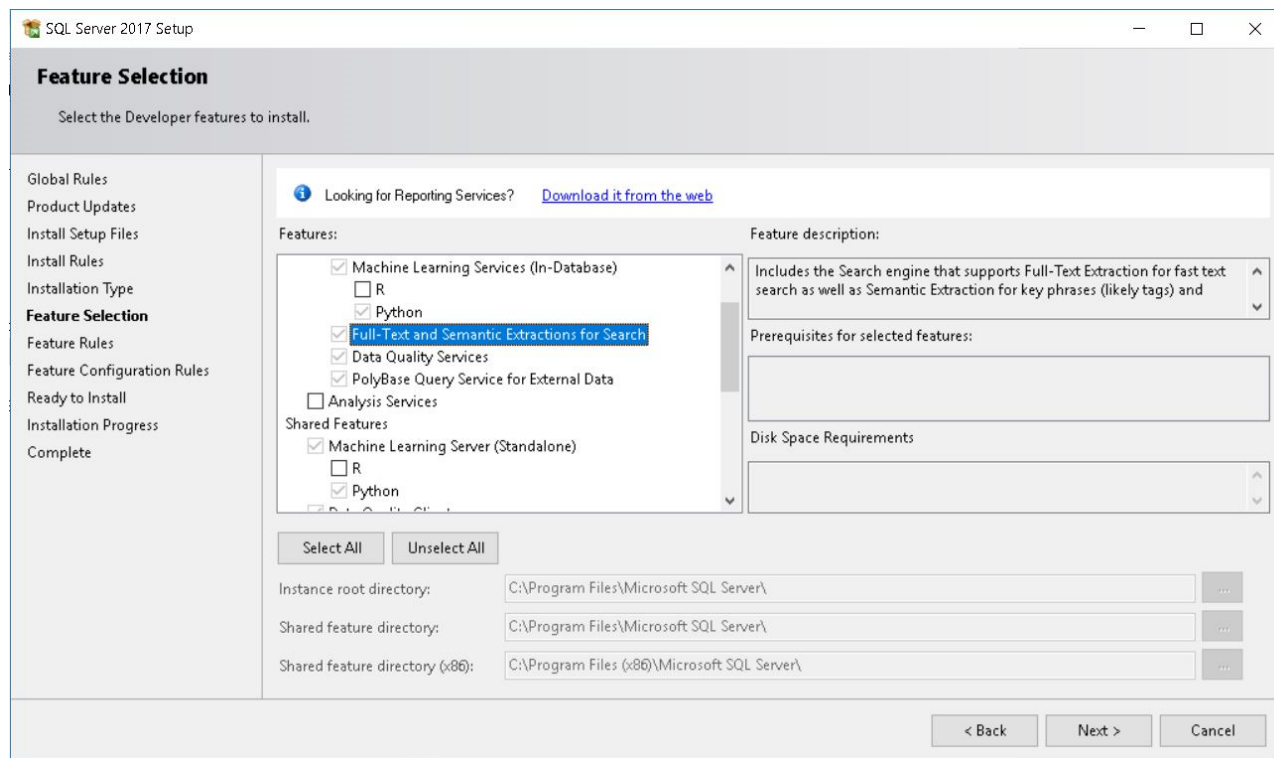 SQL Server 2017 Setup
Feature Selection
Select the Developer features to install.
Global Rules
Product Updates
Install Setup Files
Install Rules
Installation Type
Feature Selection
Feature Rules
Feature Configuration Rules
Ready to Install
Installation Progress
Complete
Looking for Reporting Services? Download it from the web
Features:
Machine Learning Services (In-Database)
R
Python
Full-Text and Semantic Extractions for Search
Data Quality Services
PolyBase Query Service for External Data
Analysis Services
Shared Features
Machine Learning Server (Standalone)
R
Python
Feature description:
Includes the Search engine that supports Full-Text Extraction for fast text
search as well as Semantic Extraction for key phrases (likely tags) and
Prerequisites for selected features:
Disk Space Requirements
Select All
Unselect All
Instance root directory: C:\Program Files\Microsoft SQL Server\ ...
Shared feature directory: C:\Program Files\Microsoft SQL Server\ ...
Shared feature directory (x86): C:\Program Files (x86)\Microsoft SQL Server\ ...
< Back
Next >
Cancel